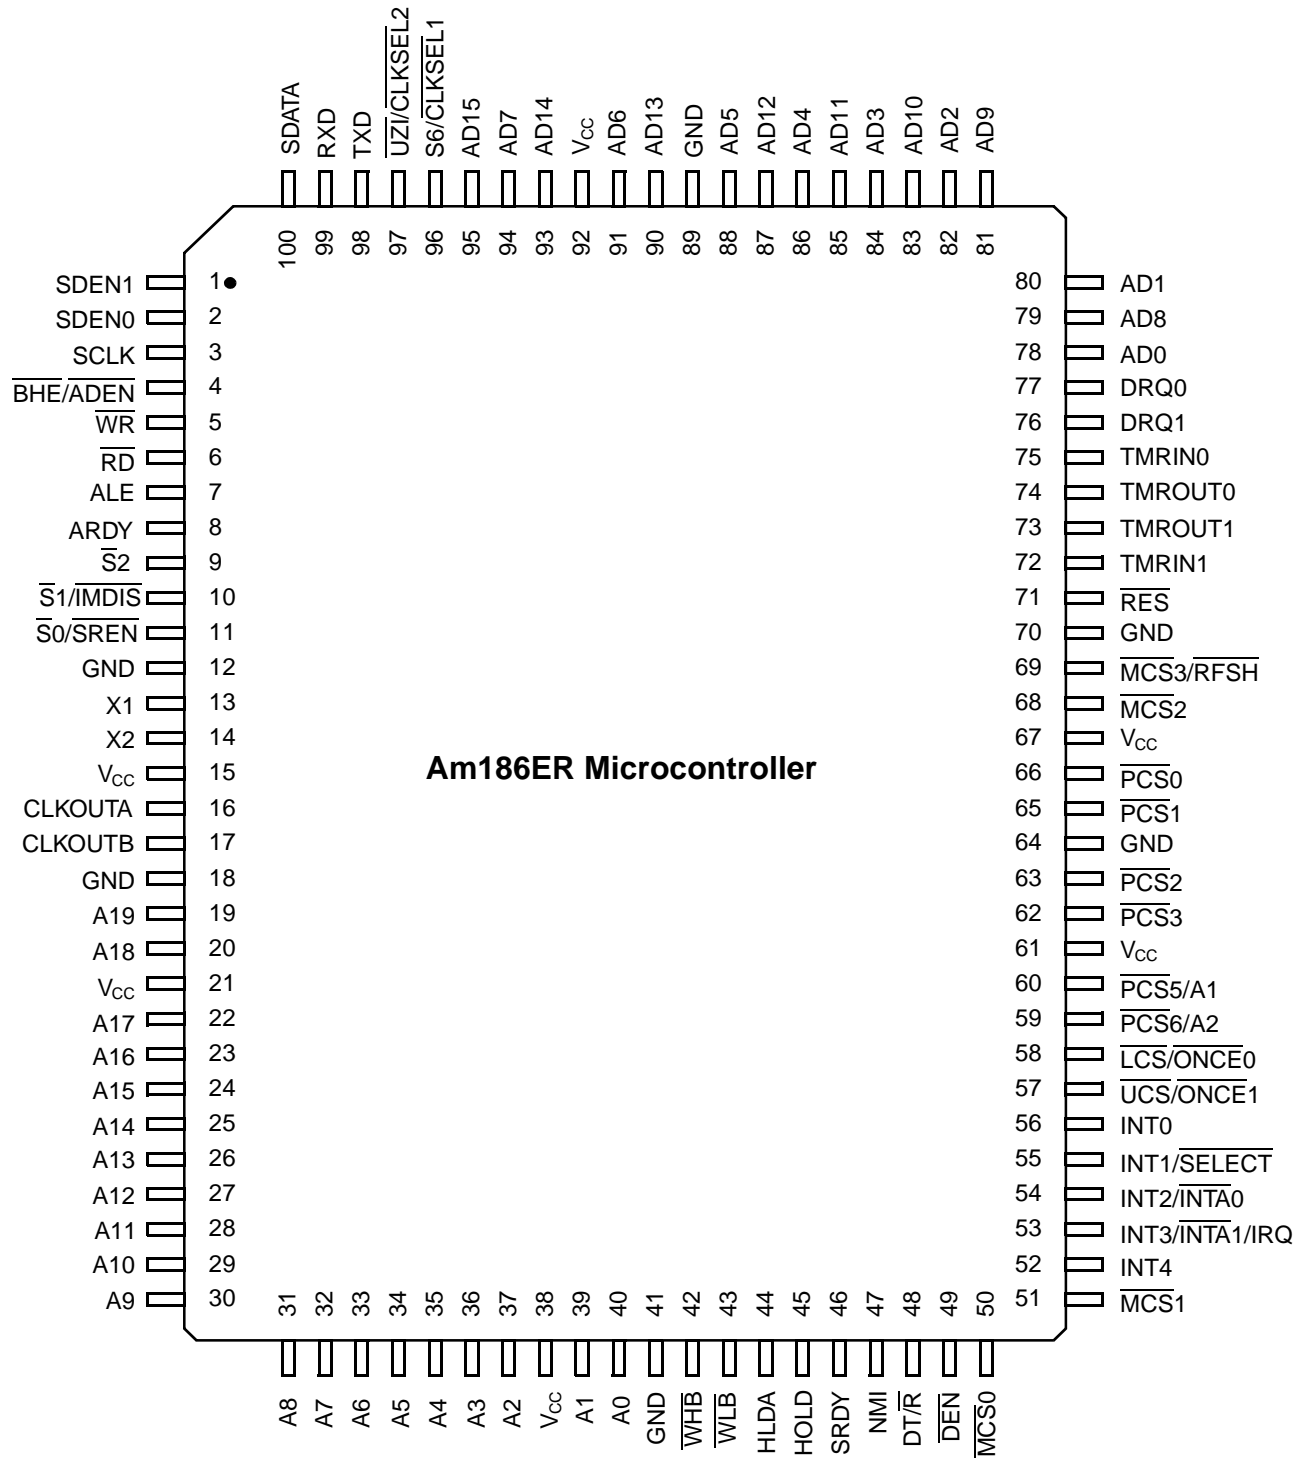 SDATA
RXD
TXD
UZI/CLKSEL2
S6/CLKSEL1
AD15
AD7
AD14
VCC
AD6
AD13
GND
AD5
AD12
AD4
AD11
AD3
AD10
AD2
AD9
100
99
98
97
96
95
94
93
92
91
90
89
88
87
86
85
84
83
82
81
SDEN1 1
SDEN0 2
SCLK 3
BHE/ADEN 4
WR 5
RD 6
ALE 7
ARDY 8
S2 9
S1/IMDIS 10
S0/SREN 11
GND 12
X1 13
X2 14
VCC 15
CLKOUTA 16
CLKOUTB 17
GND 18
A19 19
A18 20
VCC 21
A17 22
A16 23
A15 24
A14 25
A13 26
A12 27
A11 28
A10 29
A9 30
Am186ER Microcontroller
80 AD1
79 AD8
78 AD0
77 DRQ0
76 DRQ1
75 TMRIN0
74 TMROUT0
73 TMROUT1
72 TMRIN1
71 RES
70 GND
69 MCS3/RFSH
68 MCS2
67 VCC
66 PCS0
65 PCS1
64 GND
63 PCS2
62 PCS3
61 VCC
60 PCS5/A1
59 PCS6/A2
58 LCS/ONCE0
57 UCS/ONCE1
56 INT0
55 INT1/SELECT
54 INT2/INTA0
53 INT3/INTA1/IRQ
52 INT4
51 MCS1
31
32
33
34
35
36
37
38
39
40
41
42
43
44
45
46
47
48
49
50
A8
A7
A6
A5
A4
A3
A2
VCC
A1
A0
GND
WHB
WLB
HLDA
HOLD
SRDY
NMI
DT/R
DEN
MCS0